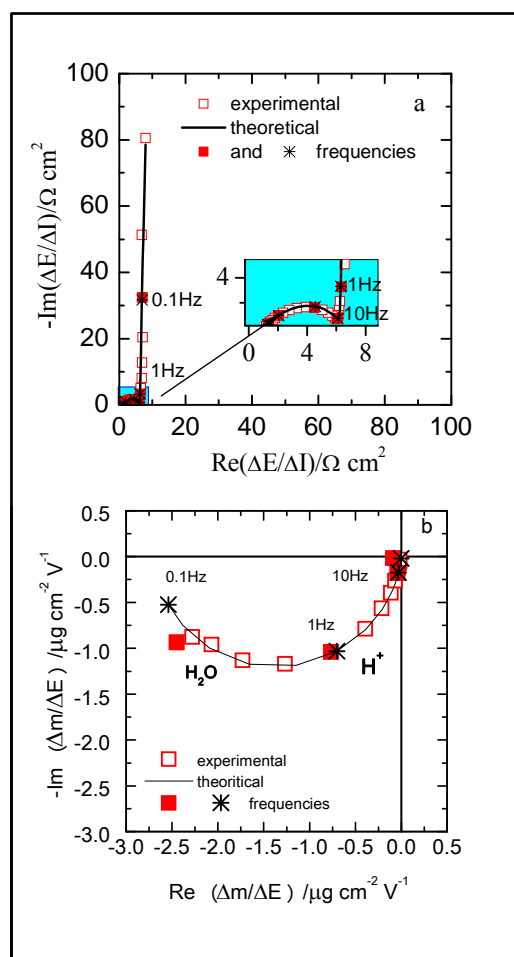 100
80
60
40
20
0
0 20 40 60 80 100
-Im(ΔE/ΔI)/Ω cm²
Re(ΔE/ΔI)/Ω cm²
a
experimental
theoretical
and frequencies
0.1Hz
1Hz
4
0 4 8
1Hz
10Hz
b
0.5
0.0
-0.5
-1.0
-1.5
-2.0
-2.5
-3.0
-3.0 -2.5 -2.0 -1.5 -1.0 -0.5 0.0 0.5
-Im (Δm/ΔE) /μg cm⁻² V⁻¹
Re (Δm/ΔE ) /μg cm⁻² V⁻¹
0.1Hz
10Hz
1Hz
H₂O
H⁺
experimental
theoritical
frequencies